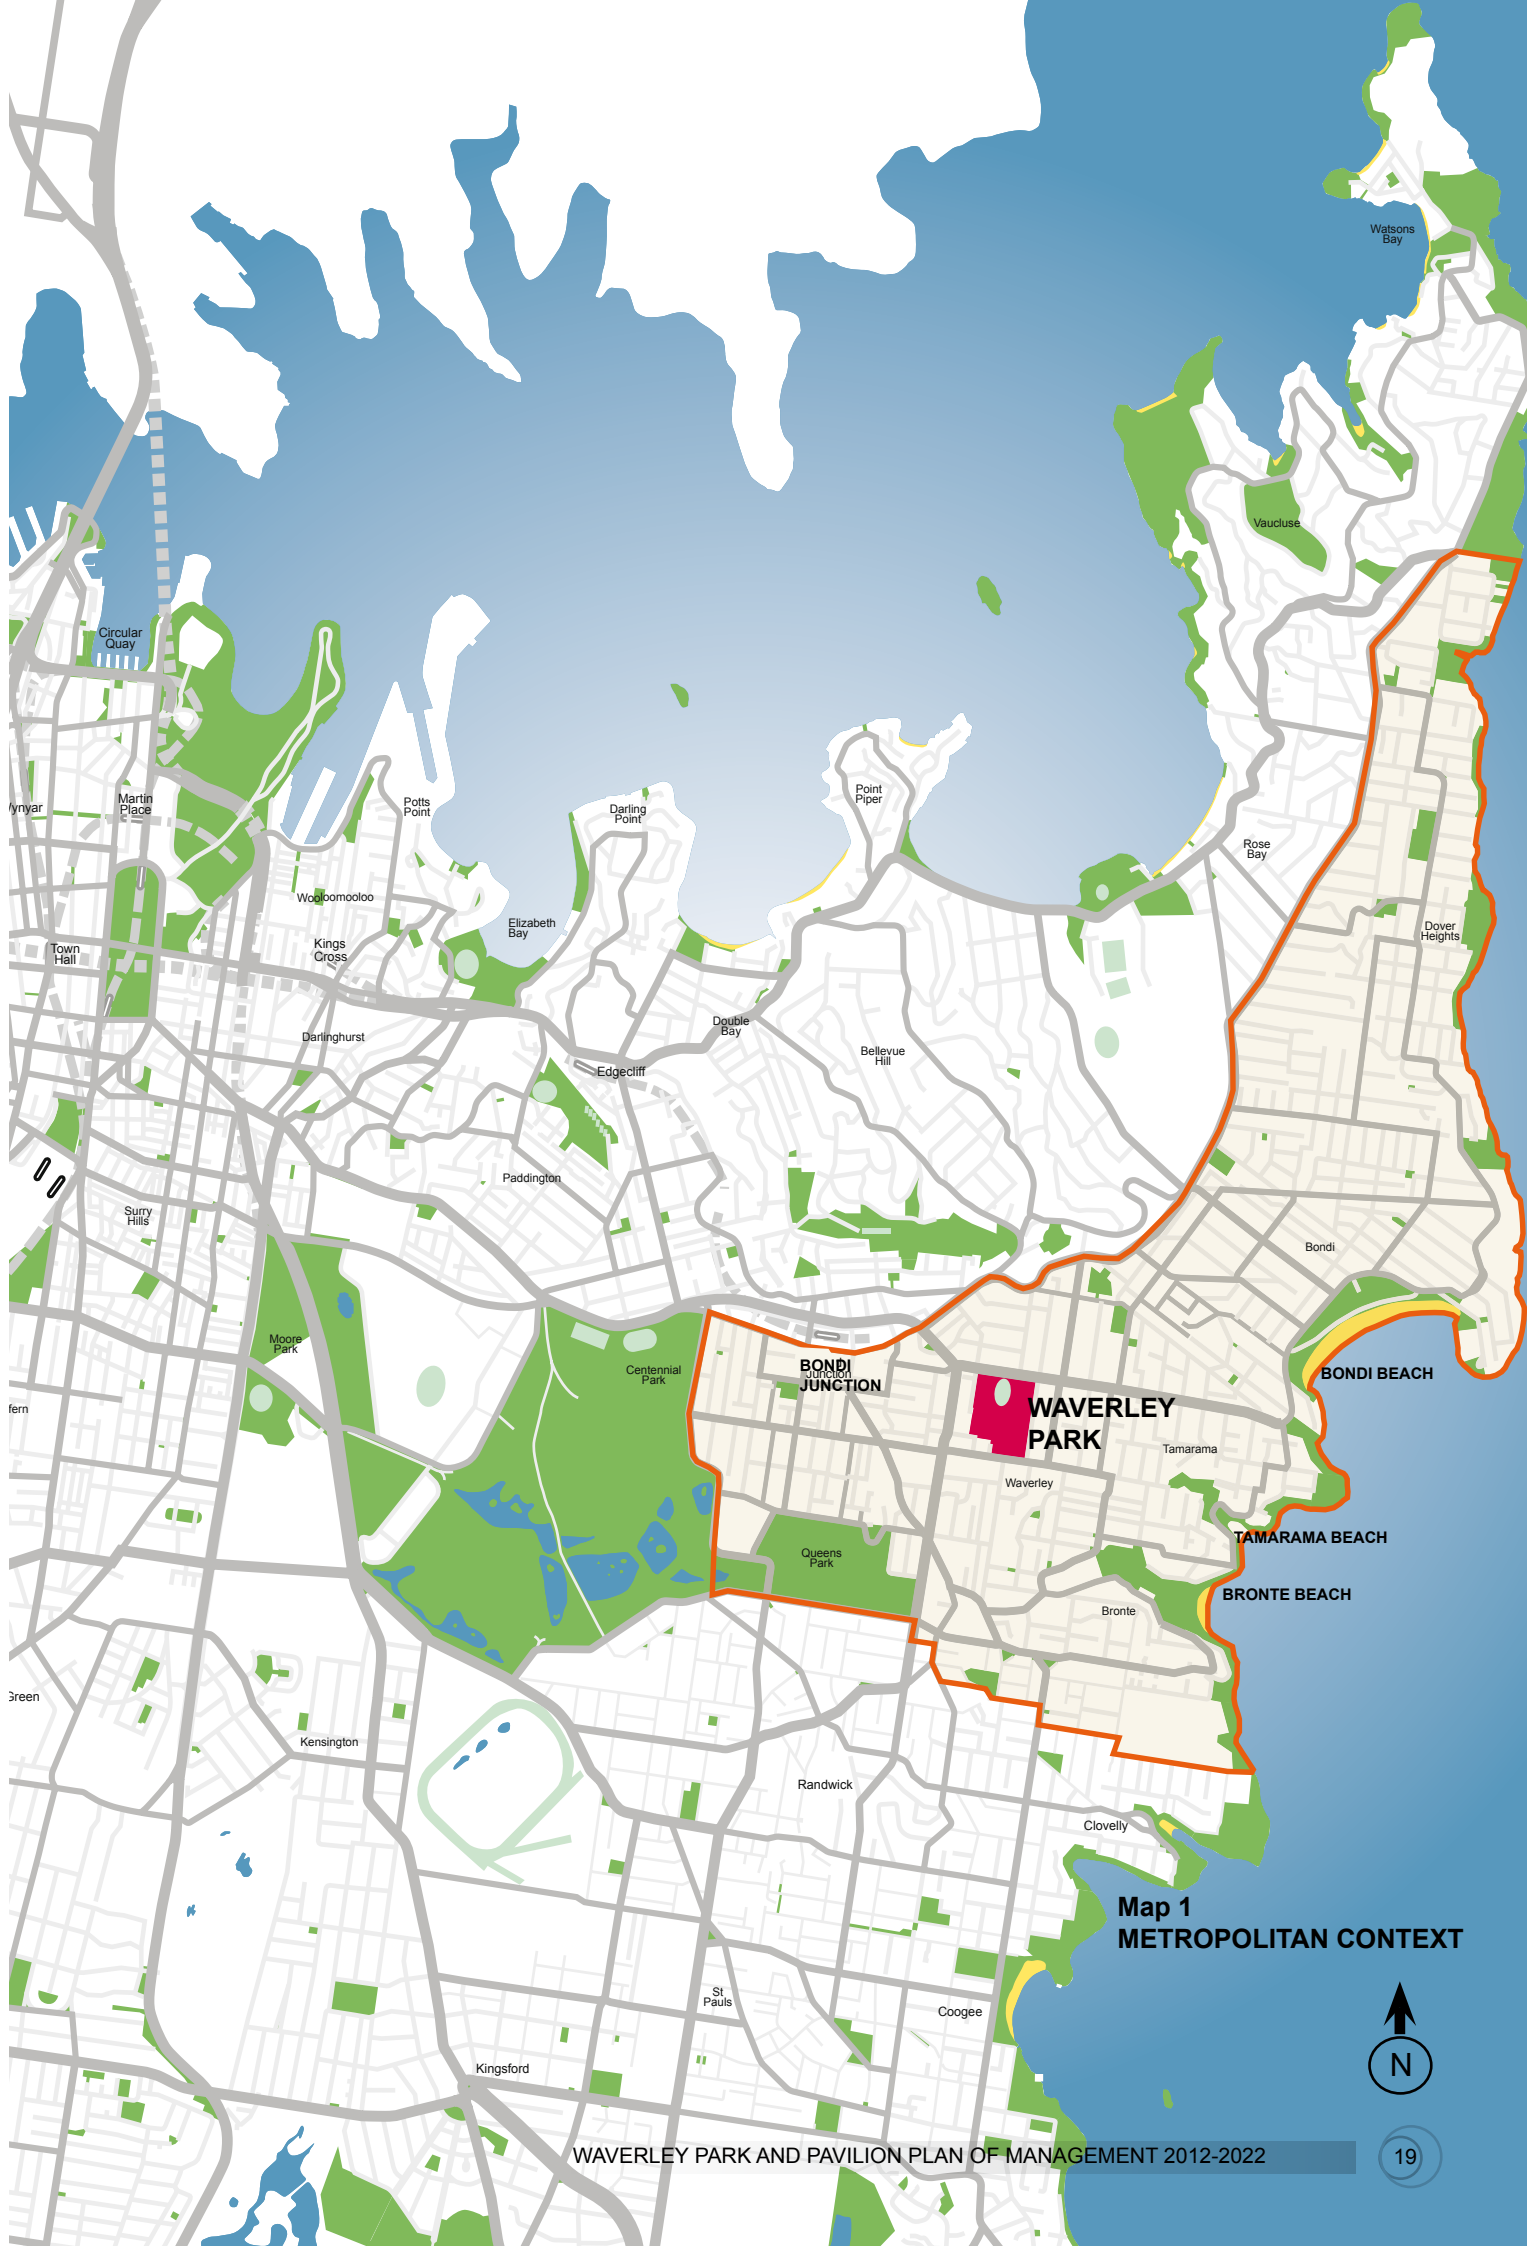 Watsons
Bay
Vaucluse
Circular
Quay
Martin
Place
Potts
Point
Darling
Point
Point
Piper
Rose
Bay
Wooloomooloo
Elizabeth
Bay
Kings
Cross
Town
Hall
Dover
Heights
Darlinghurst
Double
Bay
Bellevue
Hill
Edgecliff
Paddington
Surry
Hills
Bondi
Moore
Park
Centennial
Park
BONDI
Junction
JUNCTION
BONDI BEACH
WAVERLEY
PARK
Tamarama
Waverley
TAMARAMA BEACH
Queens
Park
BRONTE BEACH
Bronte
Kensington
Randwick
Clovelly
Map 1
METROPOLITAN CONTEXT
St
Pauls
Coogee
N
Kingsford
WAVERLEY PARK AND PAVILION PLAN OF MANAGEMENT 2012-2022
19